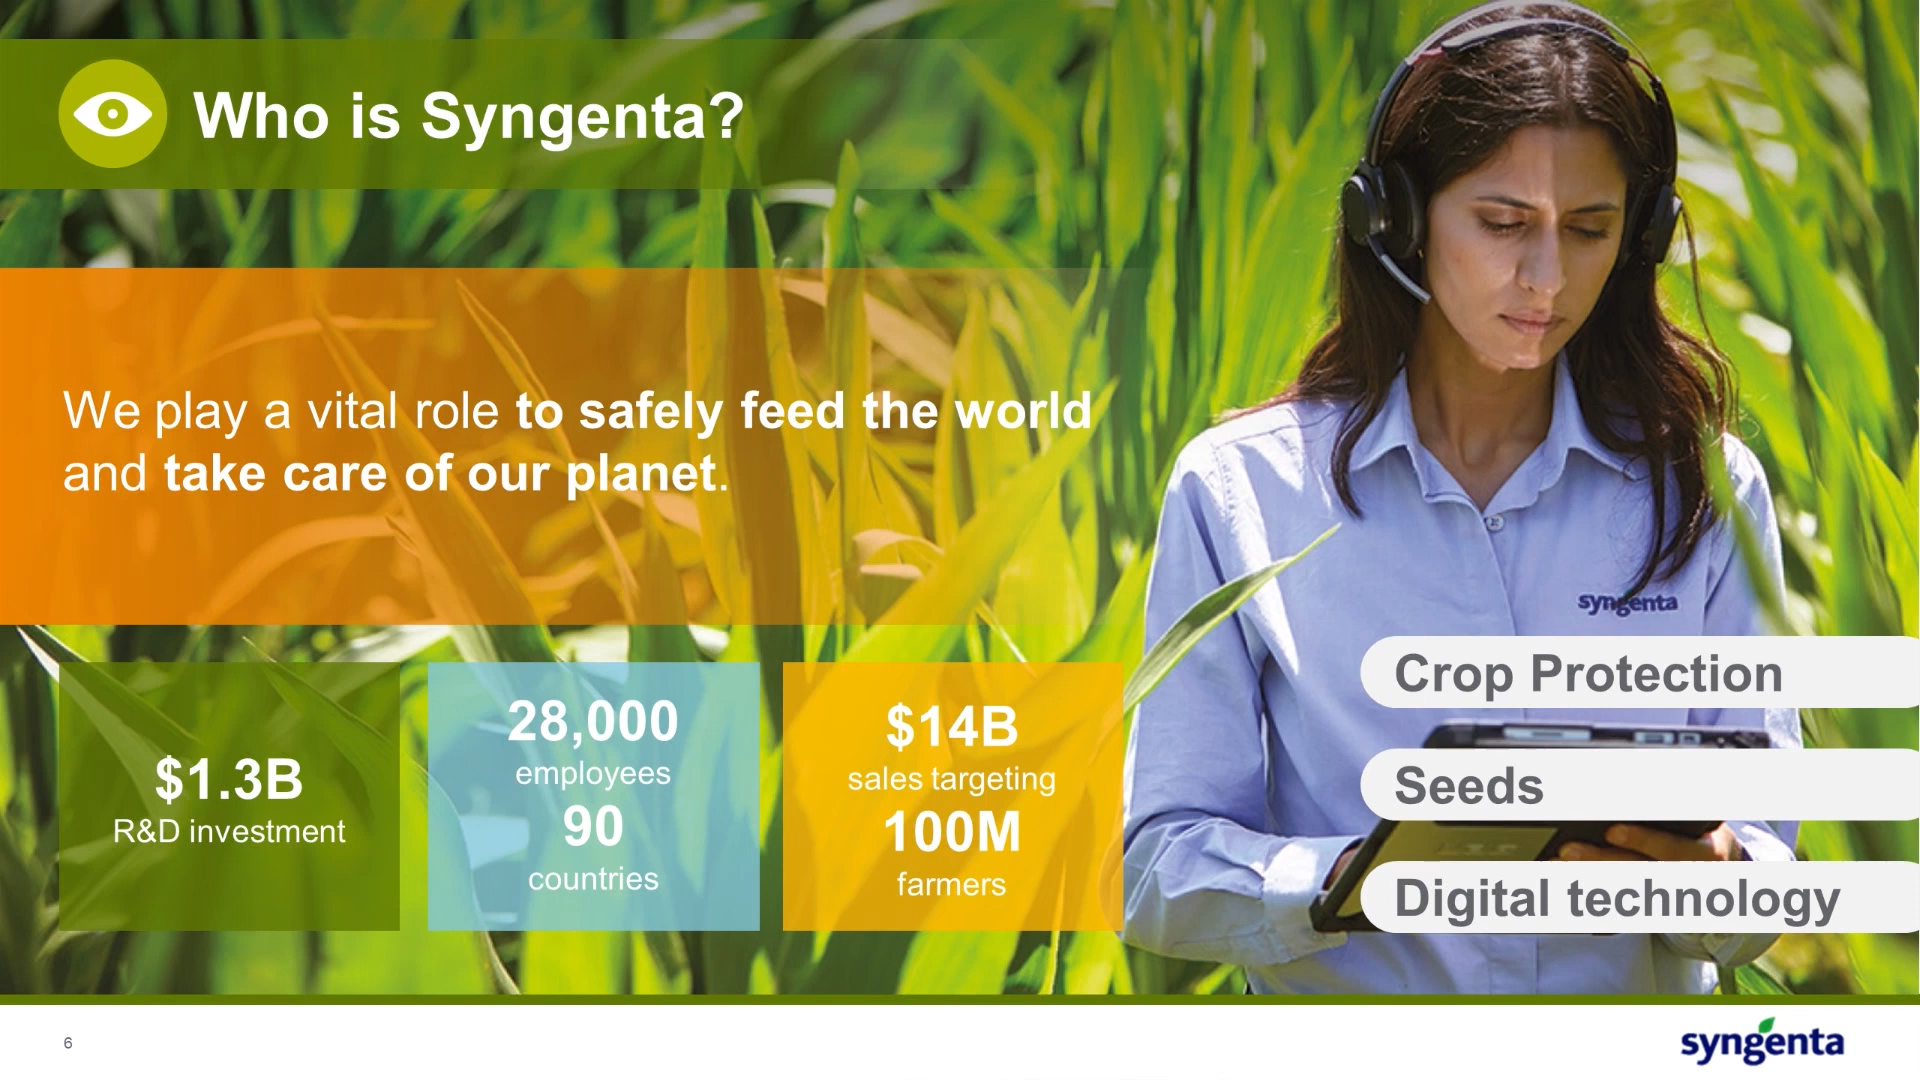 Who is Syngenta?
We play a vital role to safely feed the world
and take care of our planet.
$1.3B
R&D investment
28,000
employees
90
countries
$14B
sales targeting
100M
farmers
syngenta
Crop Protection
Seeds
Digital technology
6
syngenta